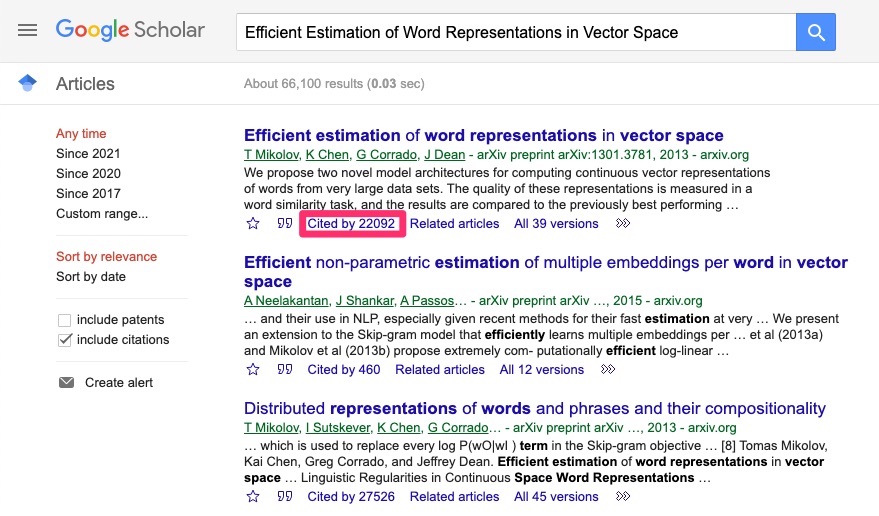 Google Scholar
Efficient Estimation of Word Representations in Vector Space
Articles
About 66,100 results (0.03 sec)
Any time
Since 2021
Since 2020
Since 2017
Custom range...
Sort by relevance
Sort by date
include patents
include citations
Create alert
Efficient estimation of word representations in vector space
T Mikolov, K Chen, G Corrado, J Dean - arXiv preprint arXiv:1301.3781, 2013 - arxiv.org
We propose two novel model architectures for computing continuous vector representations
of words from very large data sets. The quality of these representations is measured in a
word similarity task, and the results are compared to the previously best performing …
Cited by 22092 Related articles All 39 versions
Efficient non-parametric estimation of multiple embeddings per word in vector
space
A Neelakantan, J Shankar, A Passos… - arXiv preprint arXiv …, 2015 - arxiv.org
… and their use in NLP, especially given recent methods for their fast estimation at very … We present
an extension to the Skip-gram model that efficiently learns multiple embeddings per … et al (2013a)
and Mikolov et al (2013b) propose extremely com- putationally efficient log-linear …
Cited by 460 Related articles All 12 versions
Distributed representations of words and phrases and their compositionality
T Mikolov, I Sutskever, K Chen, G Corrado… - arXiv preprint arXiv …, 2013 - arxiv.org
… which is used to replace every log P(wO|wI ) term in the Skip-gram objective … [8] Tomas Mikolov,
Kai Chen, Greg Corrado, and Jeffrey Dean. Efficient estimation of word representations in vector
space … Linguistic Regularities in Continuous Space Word Representations …
Cited by 27526 Related articles All 45 versions